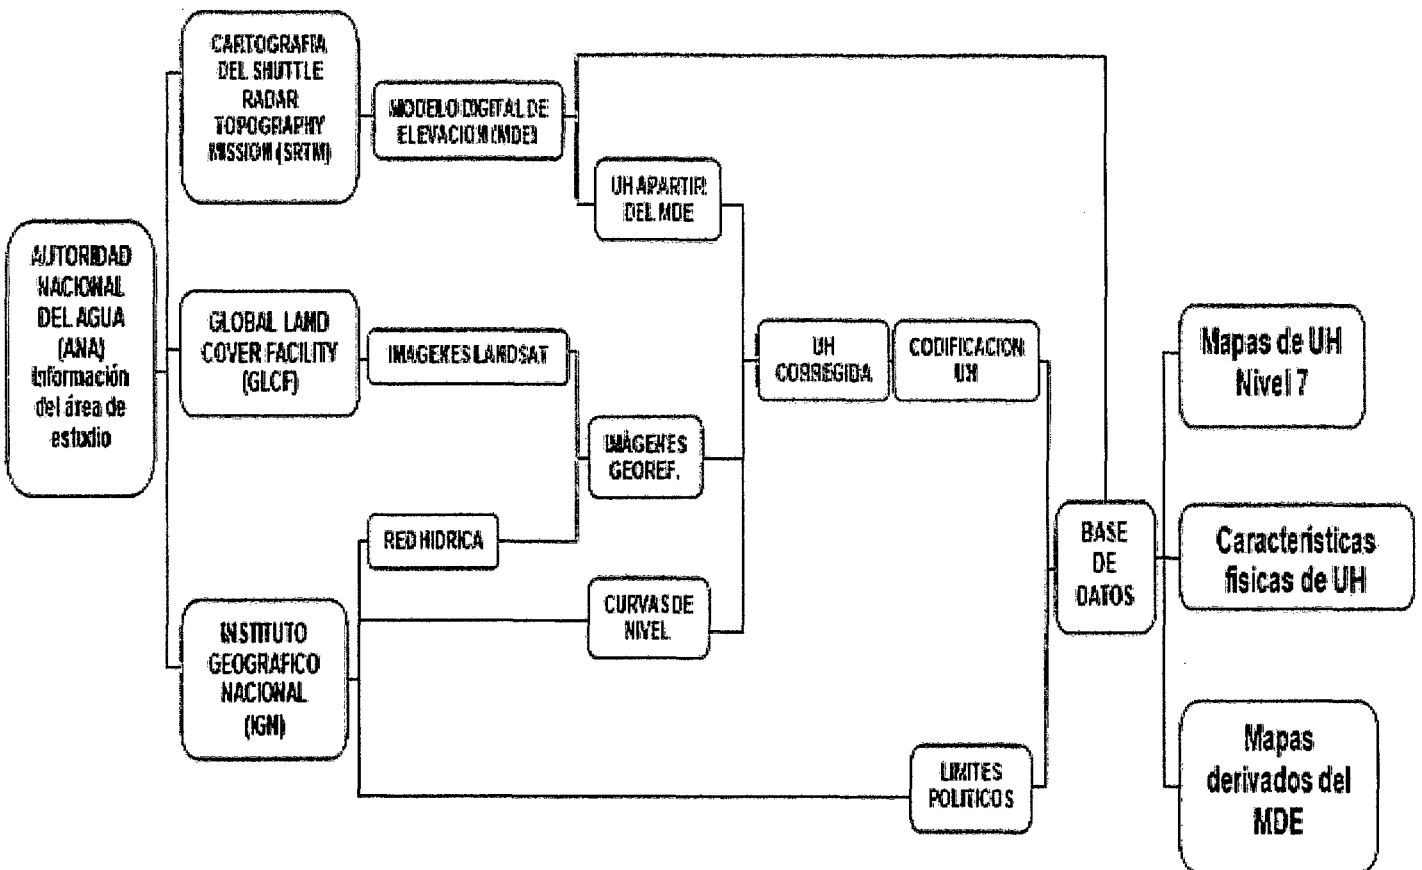 CARTOGRAFIA
DEL SHUTTLE
RADAR
TOPOGRAPHY
MISSION (SRTM)
MODELO DIGITAL DE
ELEVACION (MDE)
UH APARTIR
DEL MDE
AUTORIDAD
NACIONAL
DEL AGUA
(ANA)
Información
del área de
estudio
GLOBAL LAND
COVER FACILITY
(GLCF)
IMAGENES LANDSAT
IMÁGENES
GEOREF.
RED HIDRICA
CURVAS DE
NIVEL
INSTITUTO
GEOGRAFICO
NACIONAL
(IGN)
UH
CORREGIDA
CODIFICACION
UH
LIMITES
POLITICOS
BASE
DE
DATOS
Mapas de UH
Nivel 7
Características
físicas de UH
Mapas
derivados del
MDE